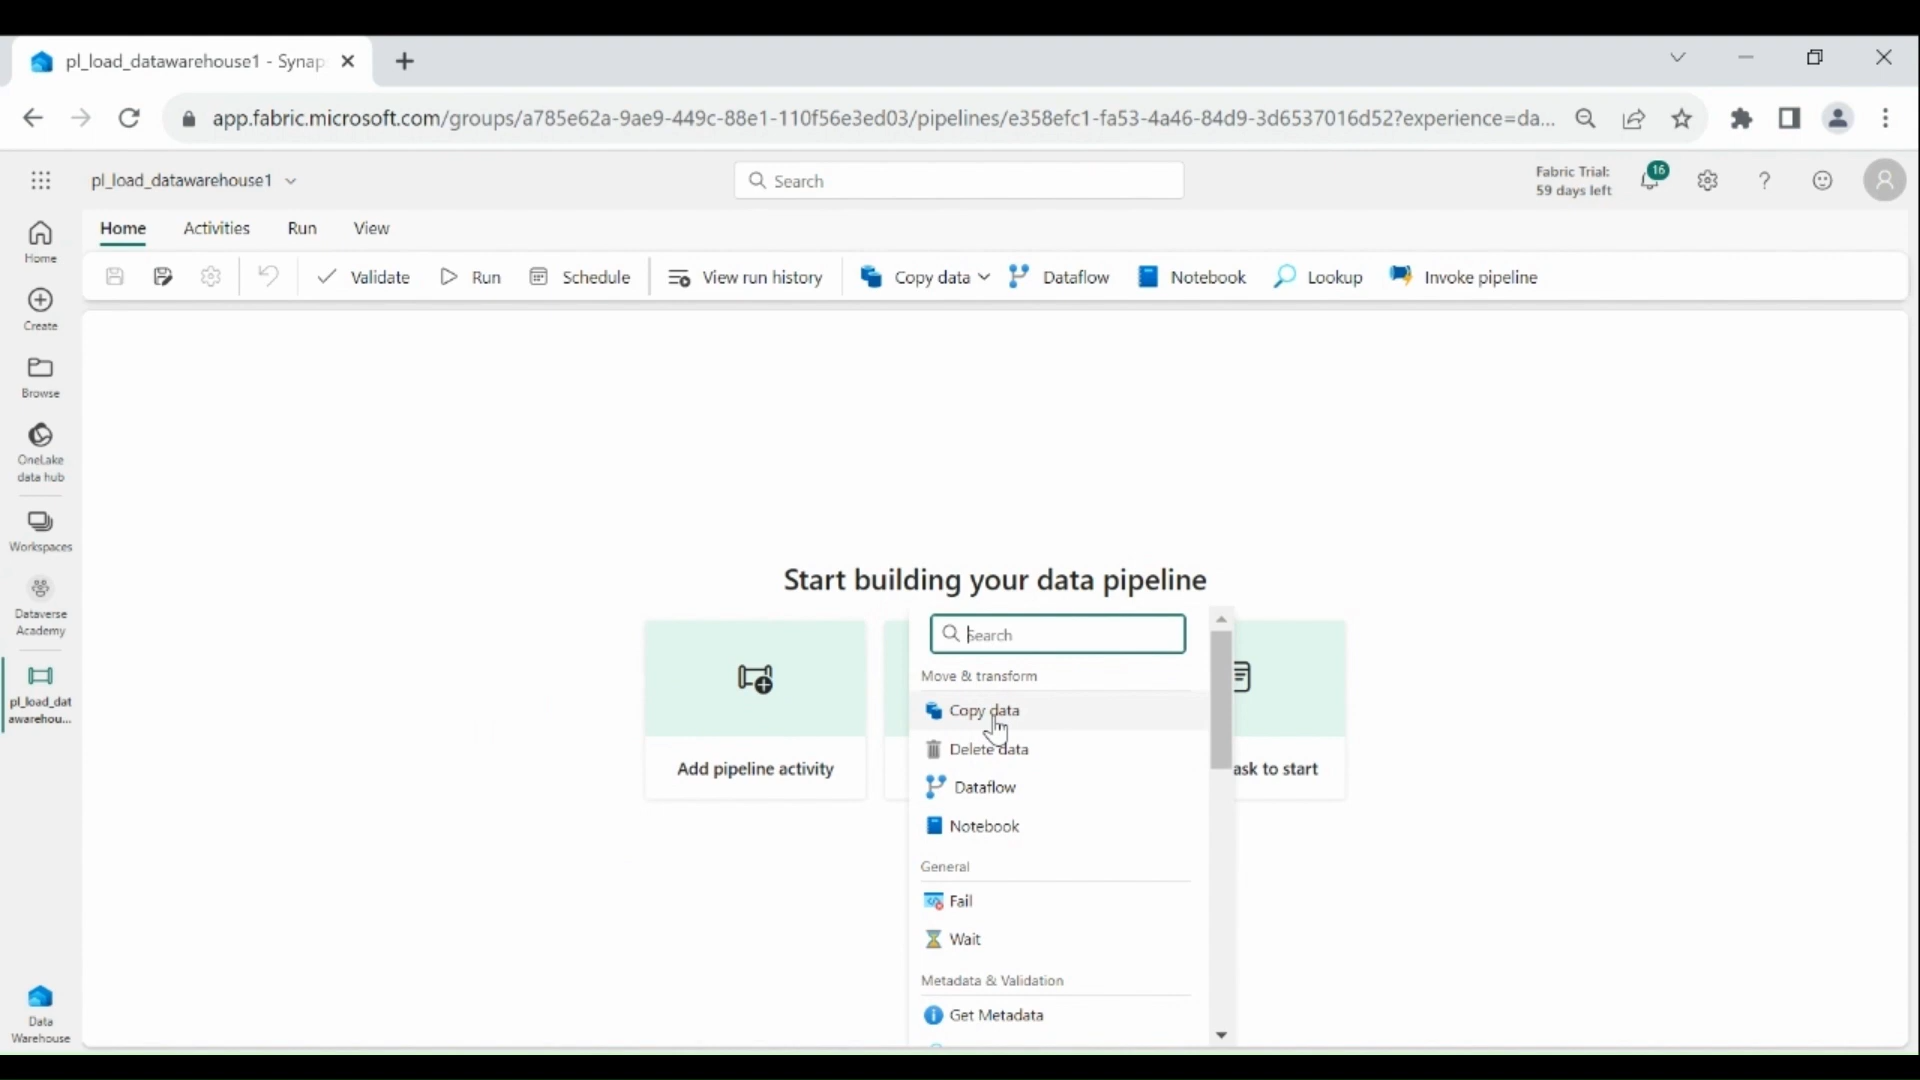 pl_load_datawarehouse1 - Synap
app.fabric.microsoft.com/groups/a785e62a-9ae9-449c-88e1-110f56e3ed03/pipelines/e358efc1-fa53-4a46-84d9-3d6537016d52?experience=da...
pl_load_datawarehouse1
Search
Fabric Trial:
59 days left
16
Home
Activities
Run
View
Validate
Run
Schedule
View run history
Copy data
Dataflow
Notebook
Lookup
Invoke pipeline
Home
Create
Browse
OneLake
data hub
Workspaces
Dataverse
Academy
pl_load_dat
awarehou...
Data
Warehouse
Start building your data pipeline
Add pipeline activity
ask to start
Search
Move & transform
Copy data
Delete data
Dataflow
Notebook
General
Fail
Wait
Metadata & Validation
Get Metadata